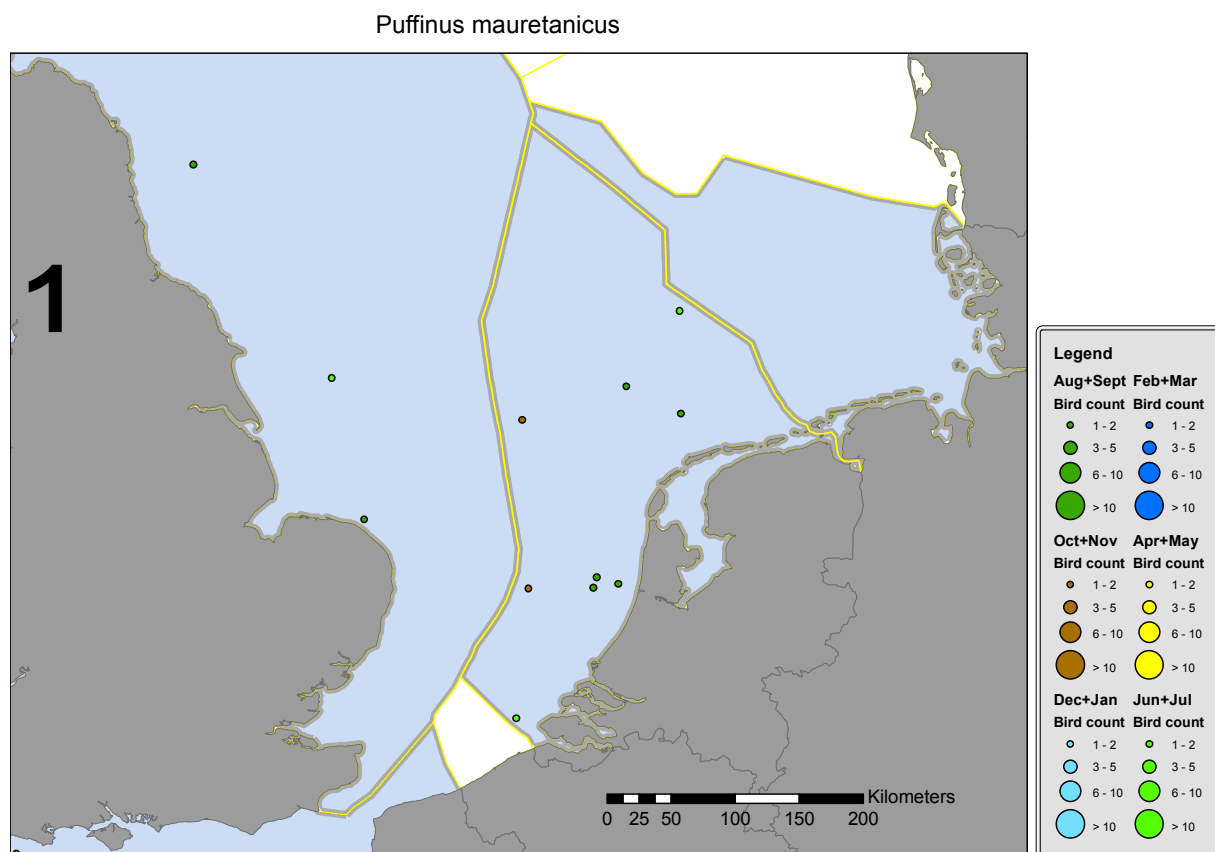 Puffinus mauretanicus
1
Kilometers
0 25 50 100 150 200
Legend
Aug+Sept Feb+Mar
Bird count Bird count
1 - 2 1 - 2
3 - 5 3 - 5
6 - 10 6 - 10
> 10 > 10
Oct+Nov Apr+May
Bird count Bird count
1 - 2 1 - 2
3 - 5 3 - 5
6 - 10 6 - 10
> 10 > 10
Dec+Jan Jun+Jul
Bird count Bird count
1 - 2 1 - 2
3 - 5 3 - 5
6 - 10 6 - 10
> 10 > 10